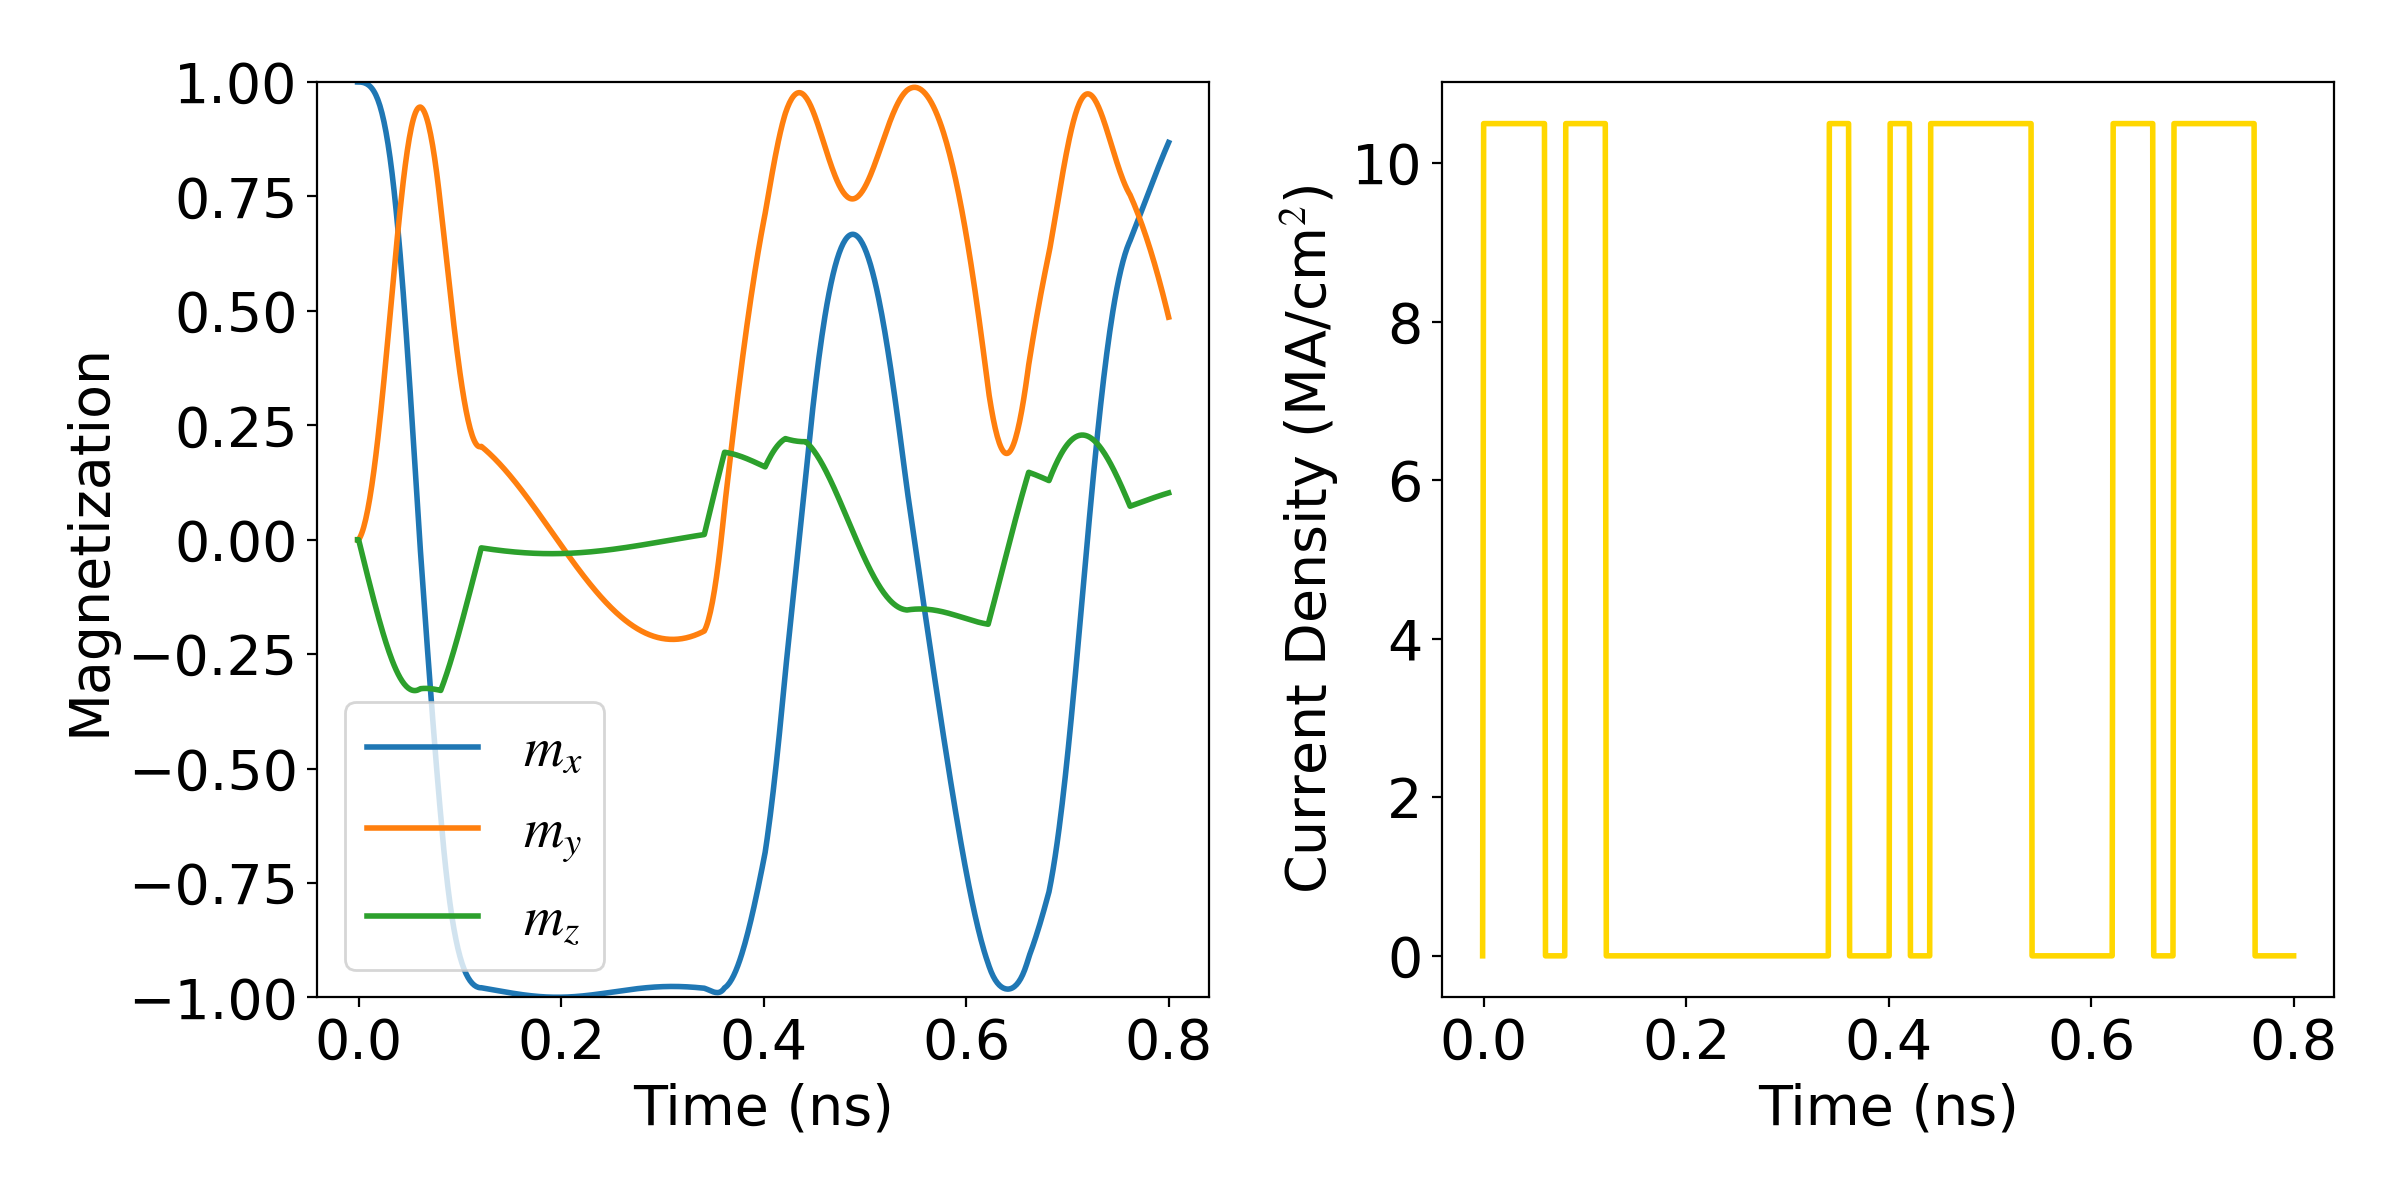 1.00
0.75
0.50
0.25
0.00
−0.25
−0.50
−0.75
−1.00
Magnetization
m_x
m_y
m_z
0.0 0.2 0.4 0.6 0.8
Time (ns)
10
8
6
4
2
0
Current Density (MA/cm²)
0.0 0.2 0.4 0.6 0.8
Time (ns)